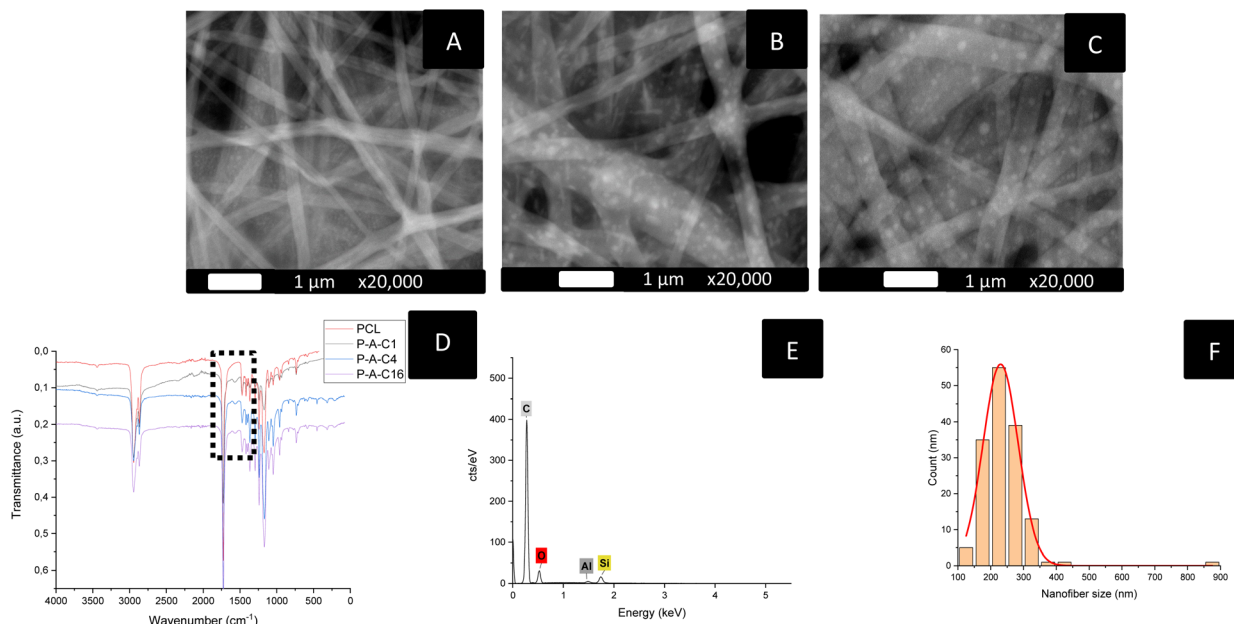 A
B
C
1 µm x20,000
1 µm x20,000
1 µm x20,000
D
PCL
P-A-C1
P-A-C4
P-A-C16
0,0
0,1
0,2
0,3
0,4
0,5
0,6
Transmittance (a.u.)
4000 3500 3000 2500 2000 1500 1000 500 0
Wavenumber (cm⁻¹)
E
500
400
300
200
100
0
cts/eV
C
O
Al
Si
0 1 2 3 4 5
Energy (keV)
F
60
50
40
30
20
10
0
Count (nm)
100 200 300 400 500 600 700 800 900
Nanofiber size (nm)